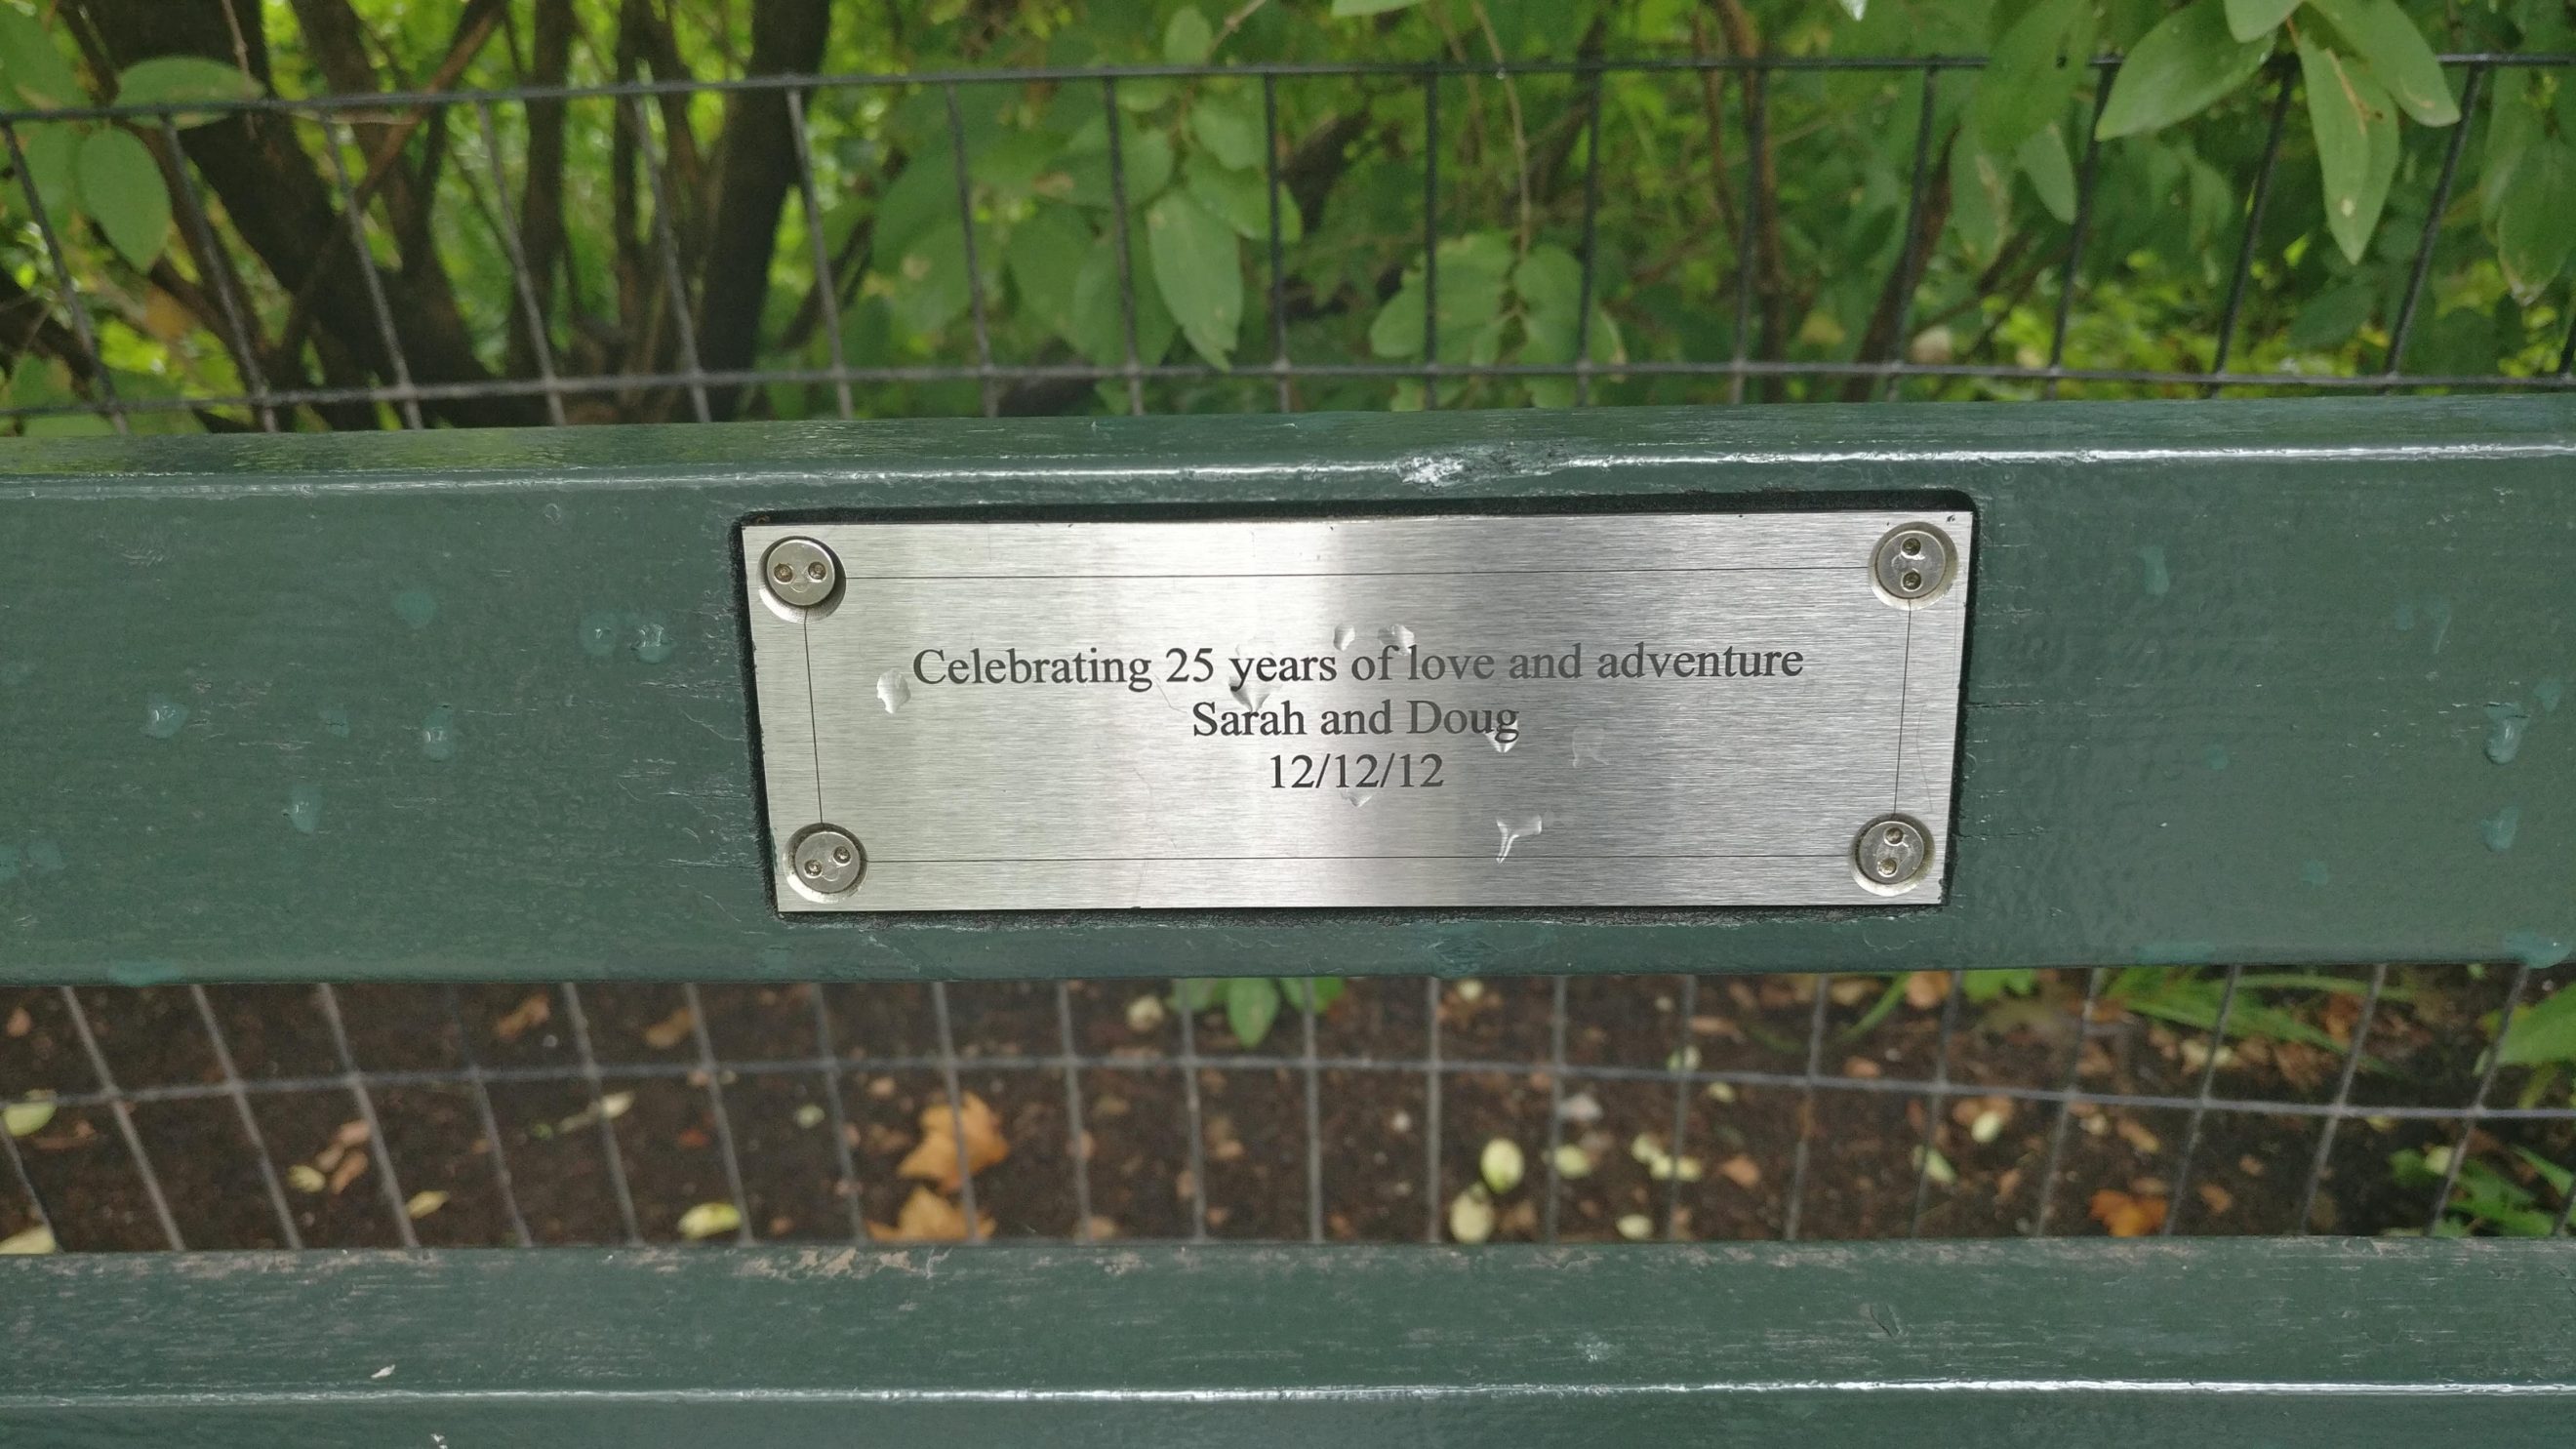 Celebrating 25 years of love and adventure
Sarah and Doug
12/12/12